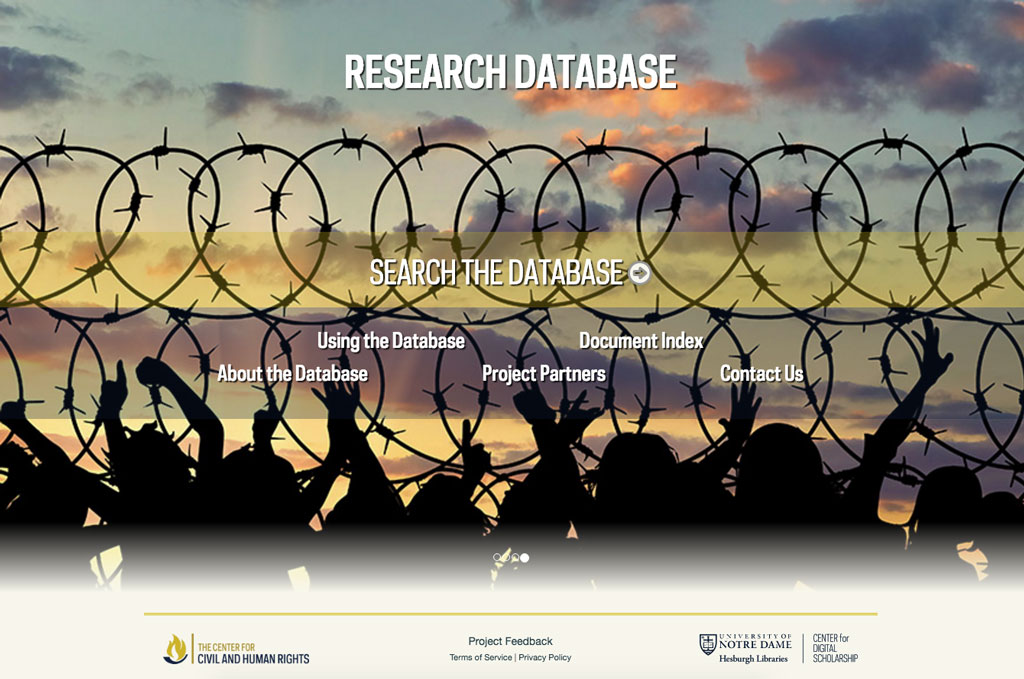 RESEARCH DATABASE
SEARCH THE DATABASE
Using the Database
Document Index
About the Database
Project Partners
Contact Us
THE CENTER FOR
CIVIL AND HUMAN RIGHTS
Project Feedback
Terms of Service | Privacy Policy
UNIVERSITY OF
NOTRE DAME
Hesburgh Libraries
CENTER for
DIGITAL
SCHOLARSHIP